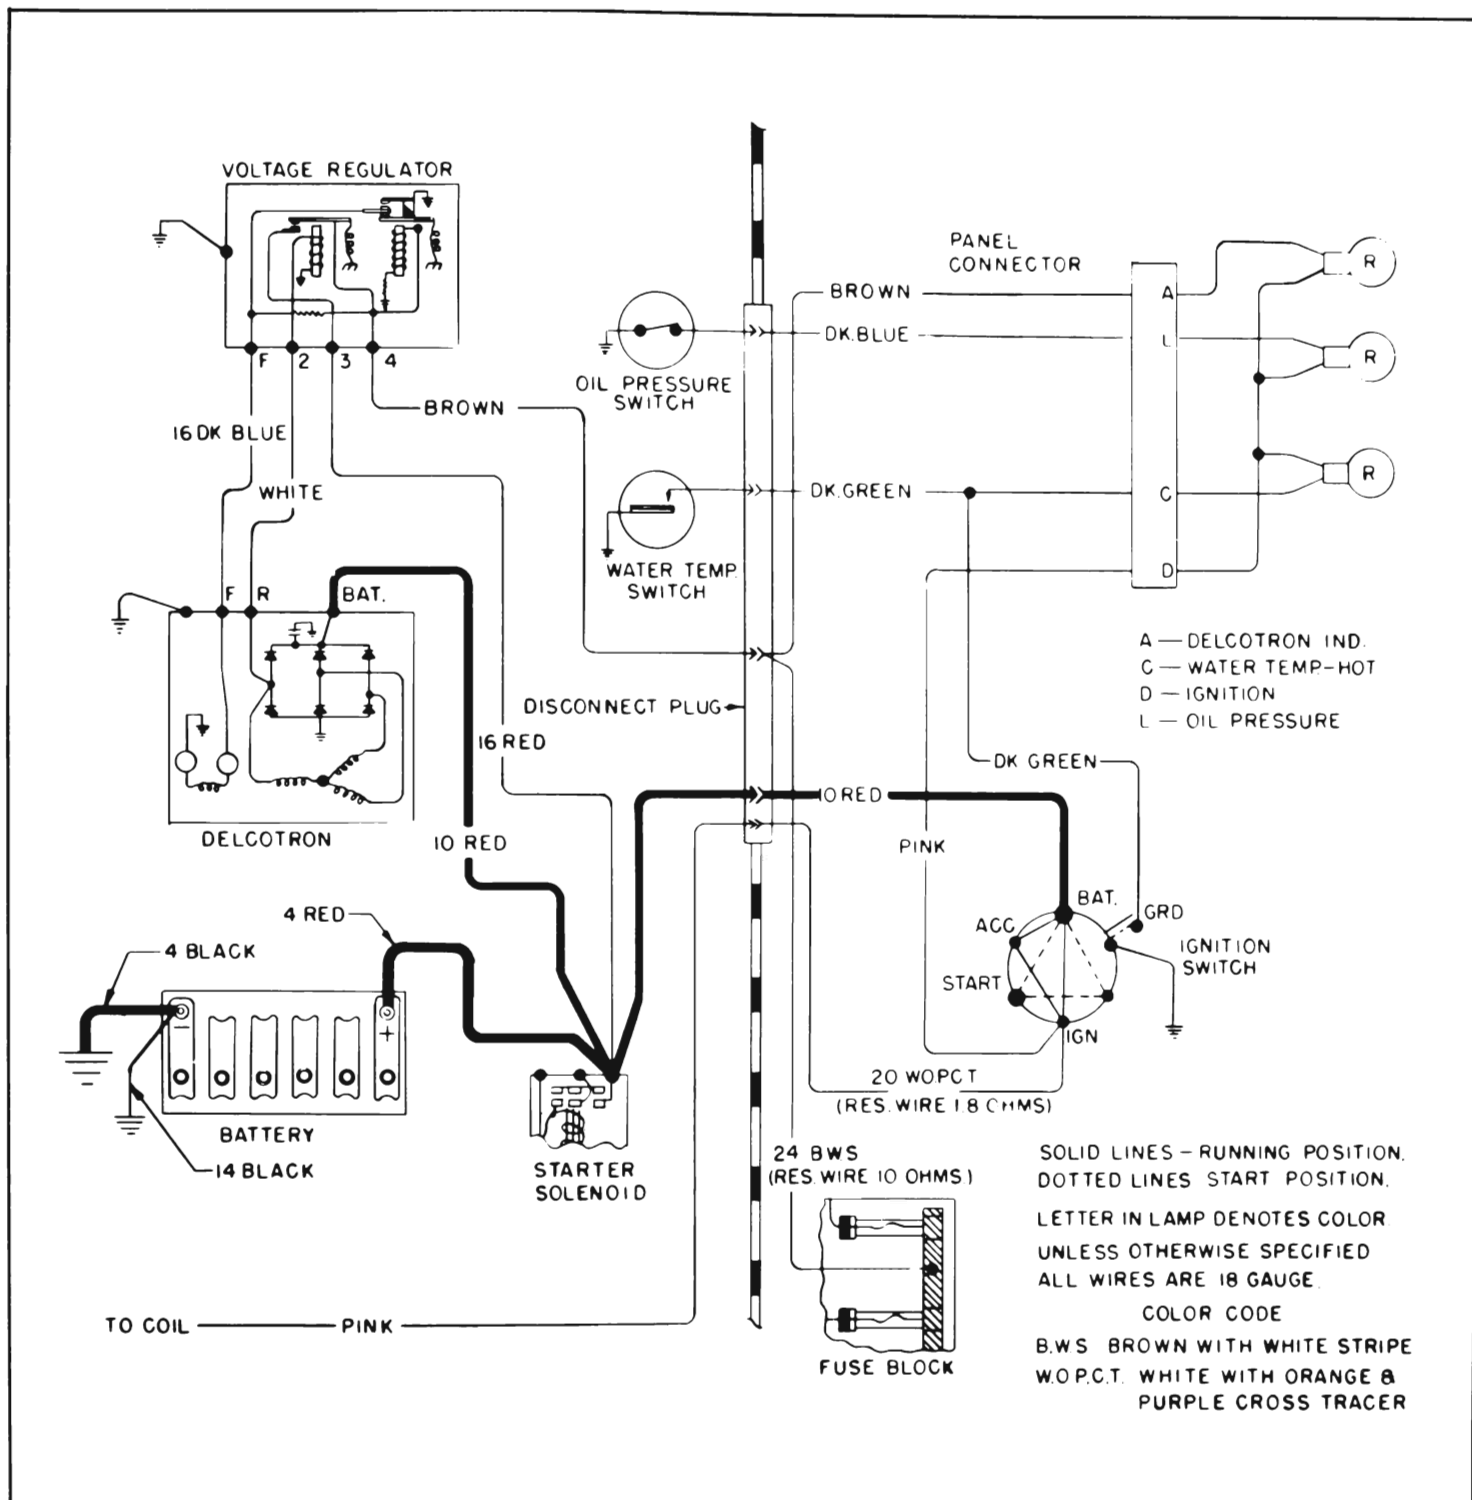 VOLTAGE REGULATOR
F 2 3 4
16 DK BLUE
WHITE
BROWN
OIL PRESSURE
SWITCH
WATER TEMP.
SWITCH
PANEL
CONNECTOR
BROWN
DK.BLUE
DK.GREEN
A
L
C
D
R
R
R
A — DELCOTRON IND.
C — WATER TEMP-HOT
D — IGNITION
L — OIL PRESSURE
F R BAT.
DELCOTRON
DISCONNECT PLUG
16 RED
10 RED
10 RED
DK GREEN
PINK
BAT.
ACC
GRD
START
IGN
IGNITION
SWITCH
4 RED
4 BLACK
14 BLACK
− +
BATTERY
STARTER
SOLENOID
20 W.O.P.C.T
(RES. WIRE 1.8 OHMS)
24 BWS
(RES. WIRE 10 OHMS)
FUSE BLOCK
TO COIL
PINK
SOLID LINES – RUNNING POSITION.
DOTTED LINES START POSITION.
LETTER IN LAMP DENOTES COLOR
UNLESS OTHERWISE SPECIFIED
ALL WIRES ARE 18 GAUGE.
COLOR CODE
B.W.S BROWN WITH WHITE STRIPE
W.O.P.C.T. WHITE WITH ORANGE &
PURPLE CROSS TRACER